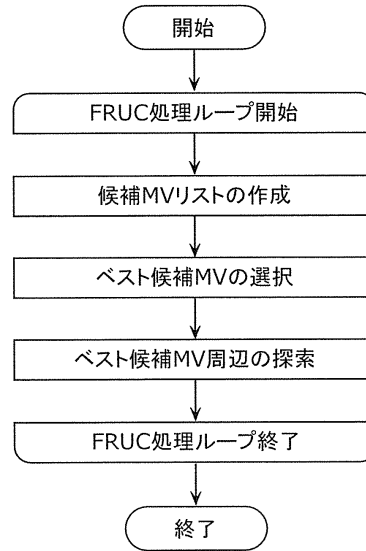 開始
FRUC処理ループ開始
候補MVリストの作成
ベスト候補MVの選択
ベスト候補MV周辺の探索
FRUC処理ループ終了
終了